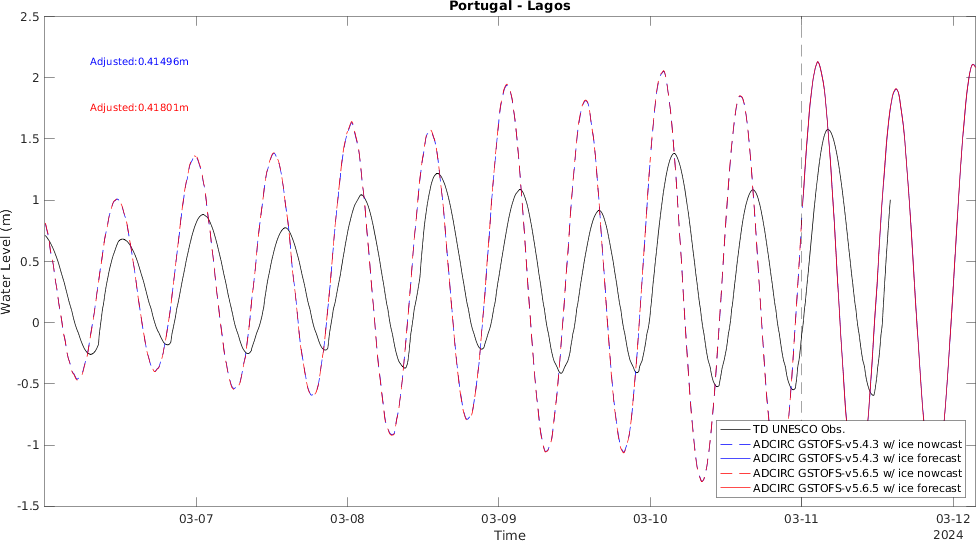 Portugal - Lagos
2.5
2
1.5
1
0.5
0
-0.5
-1
-1.5
Water Level (m)
Adjusted:0.41496m
Adjusted:0.41801m
TD UNESCO Obs.
ADCIRC GSTOFS-v5.4.3 w/ ice nowcast
ADCIRC GSTOFS-v5.4.3 w/ ice forecast
ADCIRC GSTOFS-v5.6.5 w/ ice nowcast
ADCIRC GSTOFS-v5.6.5 w/ ice forecast
03-07 03-08 03-09 03-10 03-11 03-12
Time
2024